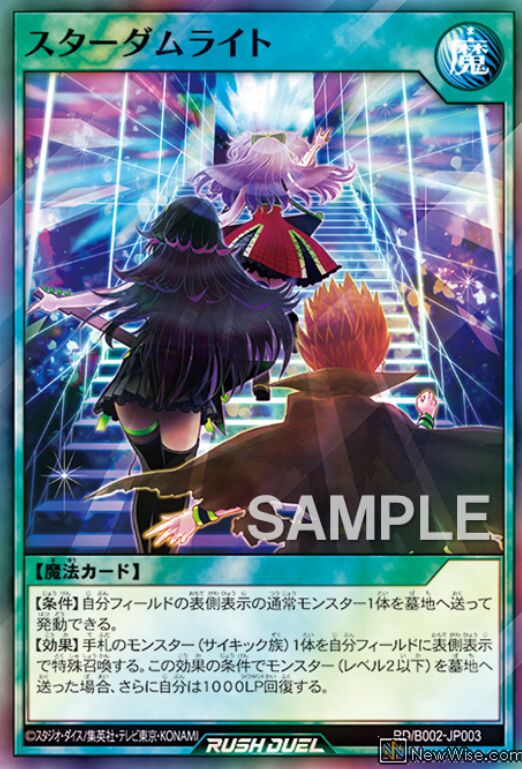 スターダムライト
魔
ま
SAMPLE
【魔法カード】
【条件】自分フィールドの表側表示の通常モンスター1体を墓地へ送って
発動できる。
【効果】手札のモンスター(サイキック族)1体を自分フィールドに表側表示
で特殊召喚する。この効果の条件でモンスター(レベル2以下)を墓地へ
送った場合、さらに自分は1000LP回復する。
©スタジオ・ダイス/集英社・テレビ東京・KONAMI
RUSH DUEL
RD/B002-JP003
NewWise.com